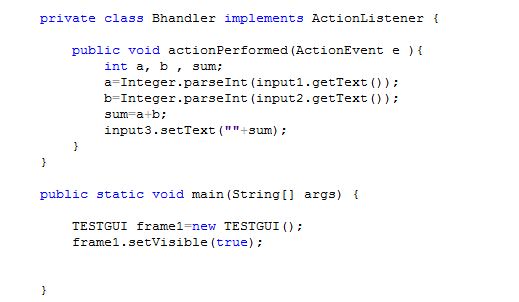 private class Bhandler implements ActionListener {
public void actionPerformed(ActionEvent e ){
int a, b , sum;
a=Integer.parseInt(input1.getText());
b=Integer.parseInt(input2.getText());
sum=a+b;
input3.setText(""+sum);
}
}
public static void main(String[] args) {
TESTGUI frame1=new TESTGUI();
frame1.setVisible(true);
}